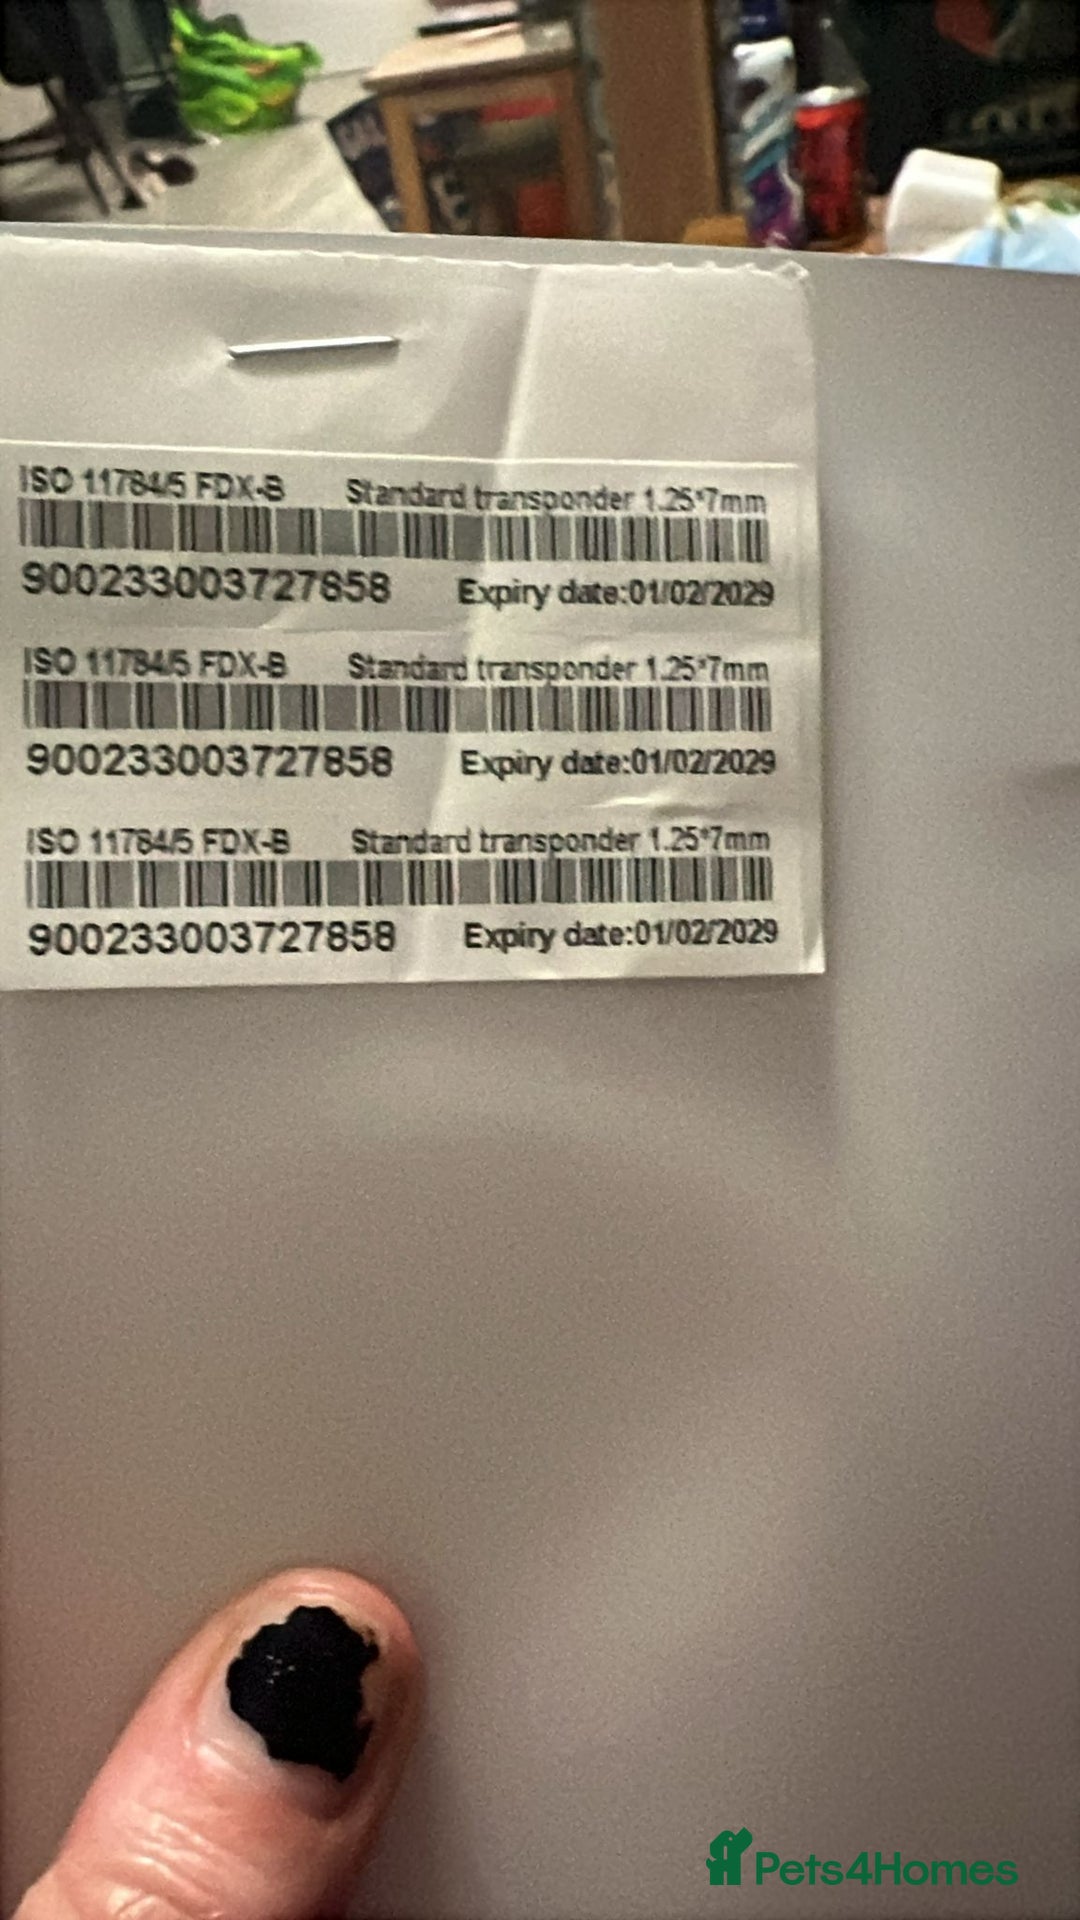 ISO 11784/5 FDX-B Standard transponder 1.25*7mm
900233003727858 Expiry date:01/02/2029
ISO 11784/5 FDX-B Standard transponder 1.25*7mm
900233003727858 Expiry date:01/02/2029
ISO 11784/5 FDX-B Standard transponder 1.25*7mm
900233003727858 Expiry date:01/02/2029
Pets4Homes